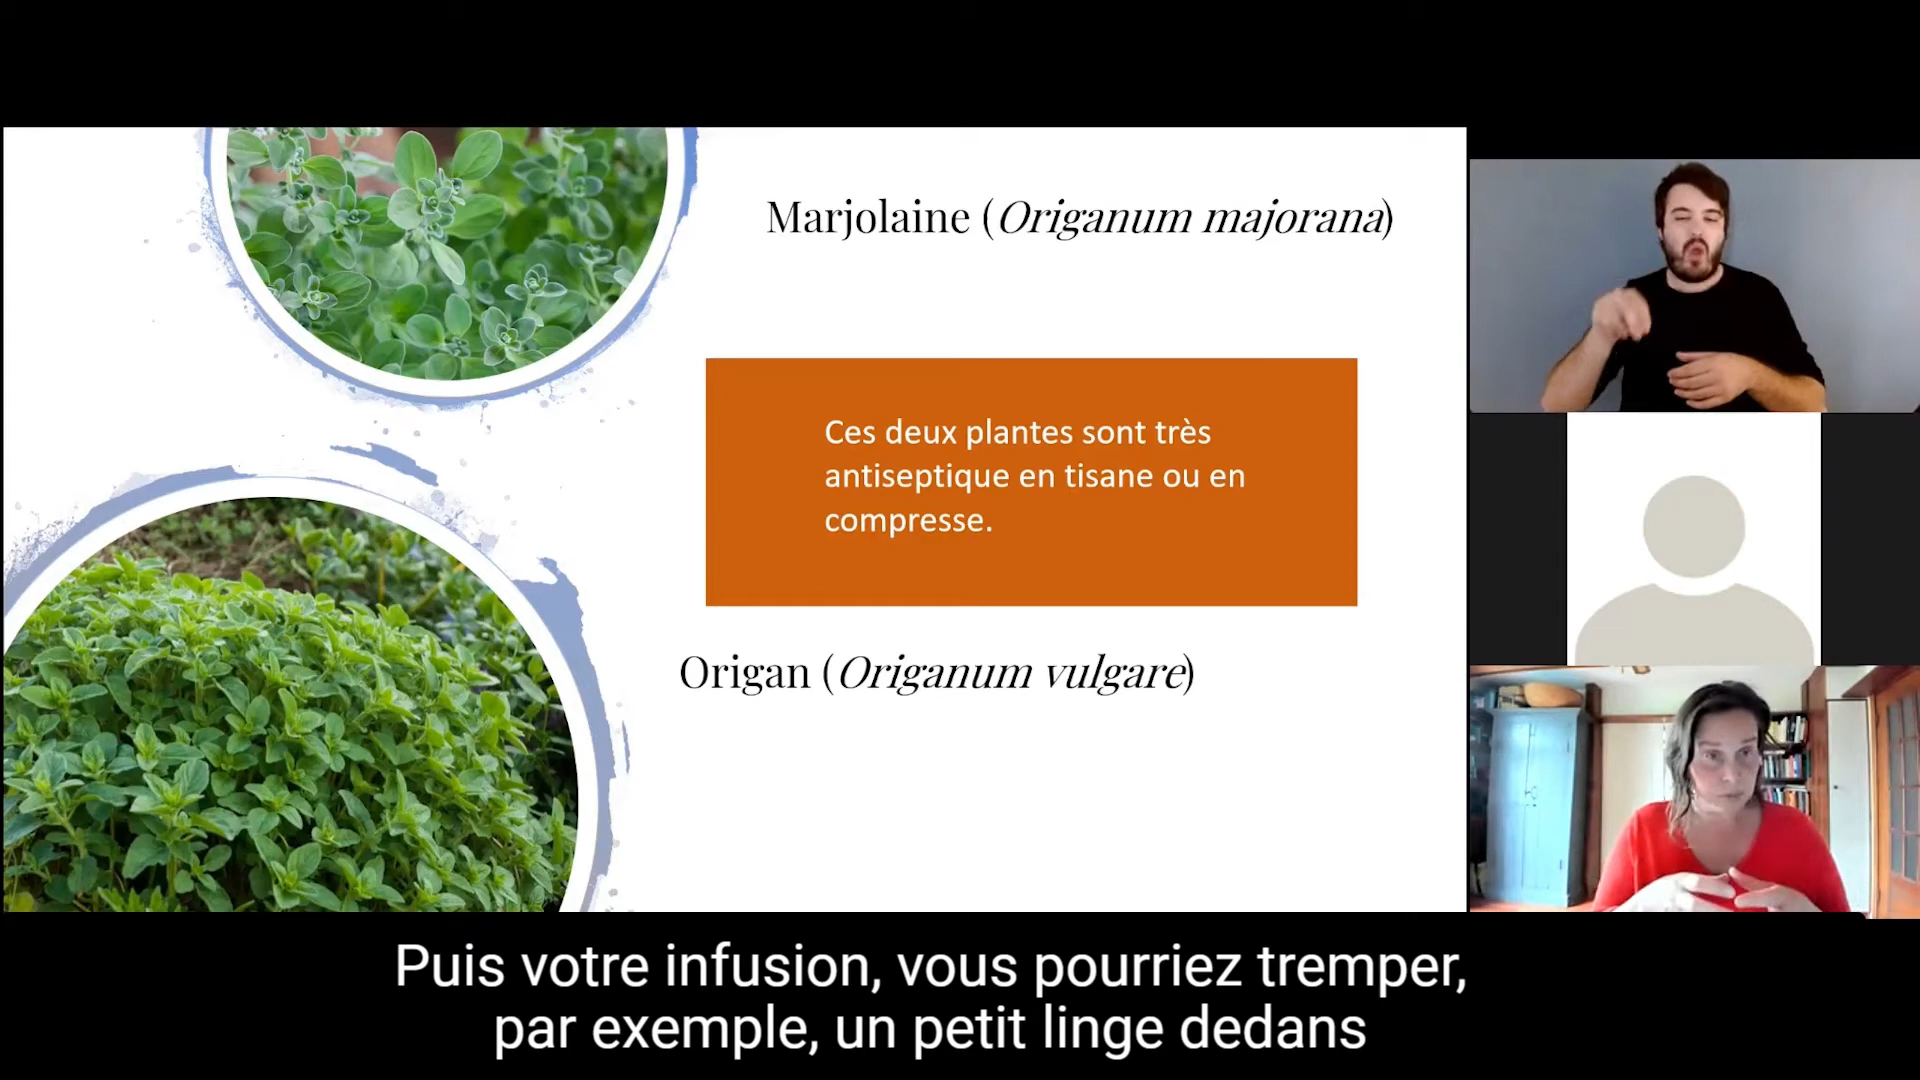 Marjolaine (Origanum majorana)
Ces deux plantes sont très
antiseptique en tisane ou en
compresse.
Origan (Origanum vulgare)
Puis votre infusion, vous pourriez tremper,
par exemple, un petit linge dedans